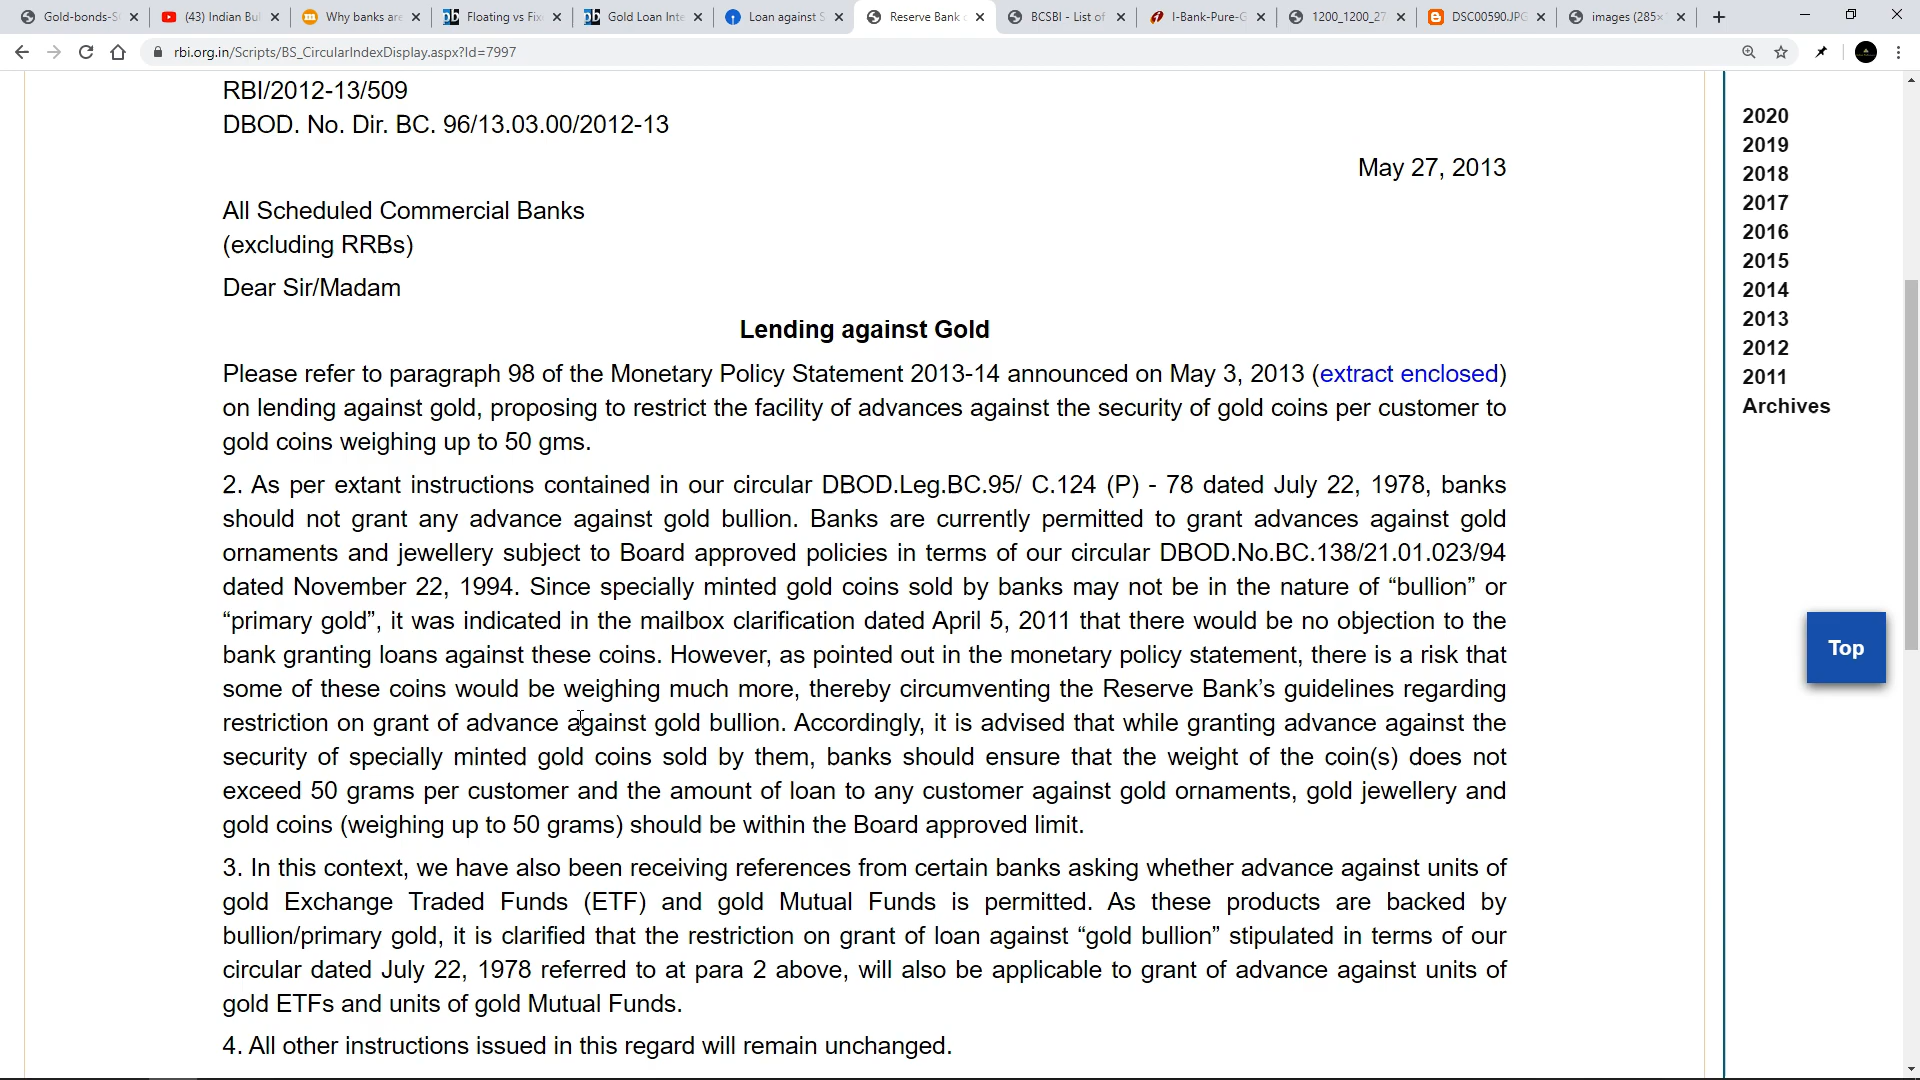 Gold-bonds-S
(43) Indian Bu
Why banks are
Floating vs Fix
Gold Loan Inte
Loan against S
Reserve Bank
BCSBI - List of
I-Bank-Pure-G
1200_1200_27
DSC00590.JPG
images (285×
rbi.org.in/Scripts/BS_CircularIndexDisplay.aspx?Id=7997
RBI/2012-13/509
DBOD. No. Dir. BC. 96/13.03.00/2012-13
May 27, 2013
All Scheduled Commercial Banks
(excluding RRBs)
Dear Sir/Madam
Lending against Gold
Please refer to paragraph 98 of the Monetary Policy Statement 2013-14 announced on May 3, 2013 (extract enclosed)
on lending against gold, proposing to restrict the facility of advances against the security of gold coins per customer to
gold coins weighing up to 50 gms.
2. As per extant instructions contained in our circular DBOD.Leg.BC.95/ C.124 (P) - 78 dated July 22, 1978, banks
should not grant any advance against gold bullion. Banks are currently permitted to grant advances against gold
ornaments and jewellery subject to Board approved policies in terms of our circular DBOD.No.BC.138/21.01.023/94
dated November 22, 1994. Since specially minted gold coins sold by banks may not be in the nature of “bullion” or
“primary gold”, it was indicated in the mailbox clarification dated April 5, 2011 that there would be no objection to the
bank granting loans against these coins. However, as pointed out in the monetary policy statement, there is a risk that
some of these coins would be weighing much more, thereby circumventing the Reserve Bank’s guidelines regarding
restriction on grant of advance against gold bullion. Accordingly, it is advised that while granting advance against the
security of specially minted gold coins sold by them, banks should ensure that the weight of the coin(s) does not
exceed 50 grams per customer and the amount of loan to any customer against gold ornaments, gold jewellery and
gold coins (weighing up to 50 grams) should be within the Board approved limit.
3. In this context, we have also been receiving references from certain banks asking whether advance against units of
gold Exchange Traded Funds (ETF) and gold Mutual Funds is permitted. As these products are backed by
bullion/primary gold, it is clarified that the restriction on grant of loan against “gold bullion” stipulated in terms of our
circular dated July 22, 1978 referred to at para 2 above, will also be applicable to grant of advance against units of
gold ETFs and units of gold Mutual Funds.
4. All other instructions issued in this regard will remain unchanged.
2020
2019
2018
2017
2016
2015
2014
2013
2012
2011
Archives
Top